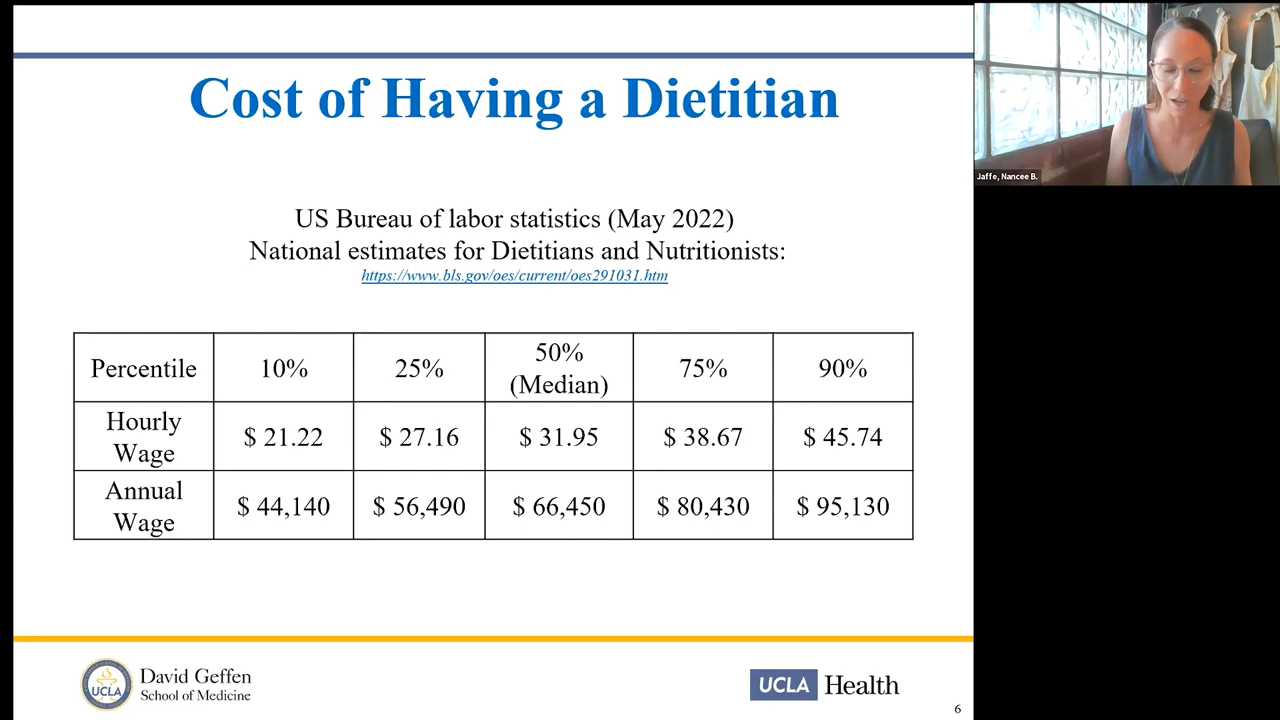 Cost of Having a Dietitian
US Bureau of labor statistics (May 2022)
National estimates for Dietitians and Nutritionists:
https://www.bls.gov/oes/current/oes291031.htm
Percentile 10% 25% 50% (Median) 75% 90%
Hourly Wage $ 21.22 $ 27.16 $ 31.95 $ 38.67 $ 45.74
Annual Wage $ 44,140 $ 56,490 $ 66,450 $ 80,430 $ 95,130
UCLA
David Geffen
School of Medicine
UCLA Health
6
Jaffe, Nancee B.